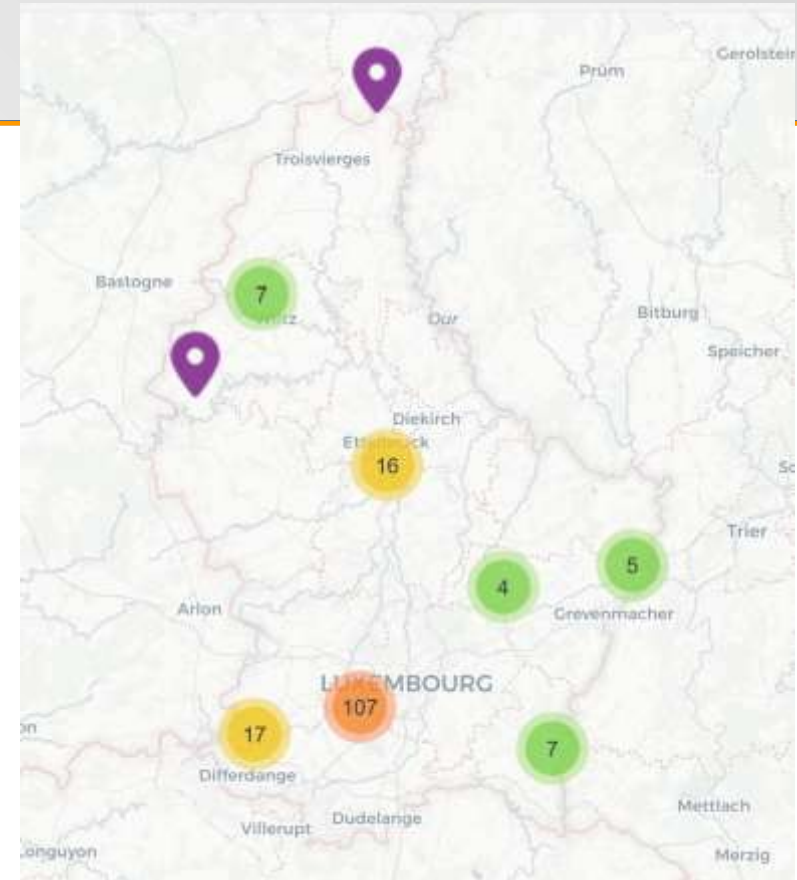 Gerolstein
Prüm
Troisvierges
Bastogne
7
Our
Bitburg
Speicher
Diekirch
16
Trier
5
4
Arlon
Grevenmacher
LUXEMBOURG
107
17
7
Differdange
Mettlach
Dudelange
Villerupt
Longuyon
Merzig